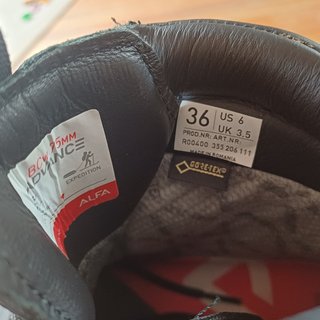 B.C. 75MM
ADVANCE
EXPEDITION
ALFA
36
US 6
UK 3.5
PROD.NR: ART.NR:
R00400 355 206 111
MADE IN ROMANIA
GORE-TEX